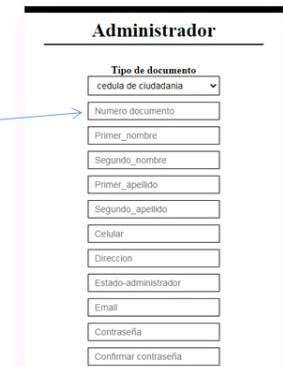 Administrador
Tipo de documento
cedula de ciudadania
Numero documento
Primer_nombre
Segundo_nombre
Primer_apellido
Segundo_apellido
Celular
Direccion
Estado-administrador
Email
Contraseña
Confirmar contraseña